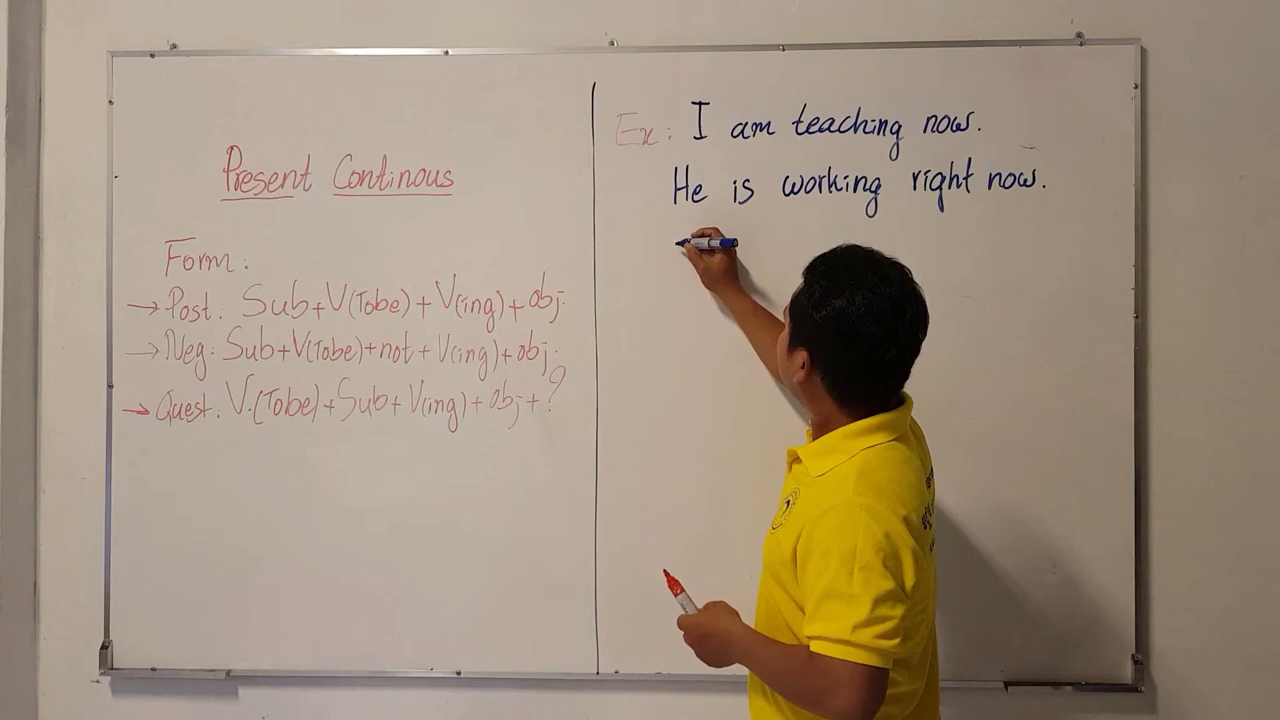 Present Continous
Form:
→ Post: Sub+V(Tobe)+V(ing)+obj.
→ Neg: Sub+V(Tobe)+not+V(ing)+obj.
→ Quest: V.(Tobe)+Sub+V(ing)+obj+?
Ex: I am teaching now.
He is working right now.